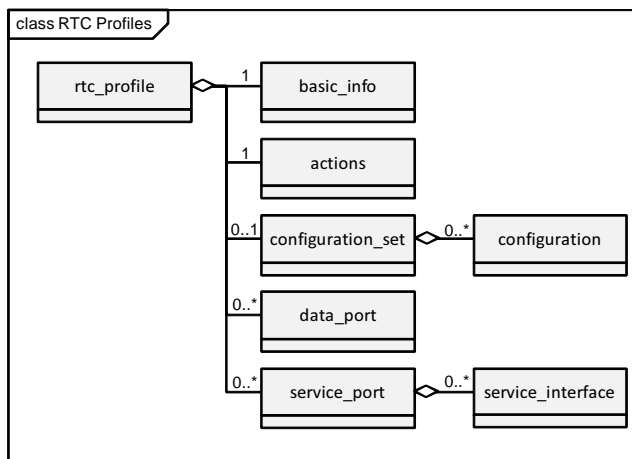 class RTC Profiles
rtc_profile
1
basic_info
1
actions
0..1
configuration_set
0..*
configuration
0..*
data_port
0..*
service_port
0..*
service_interface